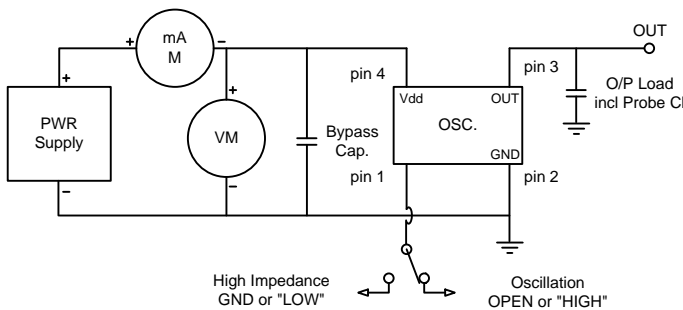 OUT
mA
M
+
-
pin 4
pin 3
O/P Load
incl Probe C
+
PWR
Supply
-
+
VM
-
Bypass
Cap.
Vdd
OUT
OSC.
GND
pin 1
pin 2
High Impedance
GND or "LOW"
Oscillation
OPEN or "HIGH"